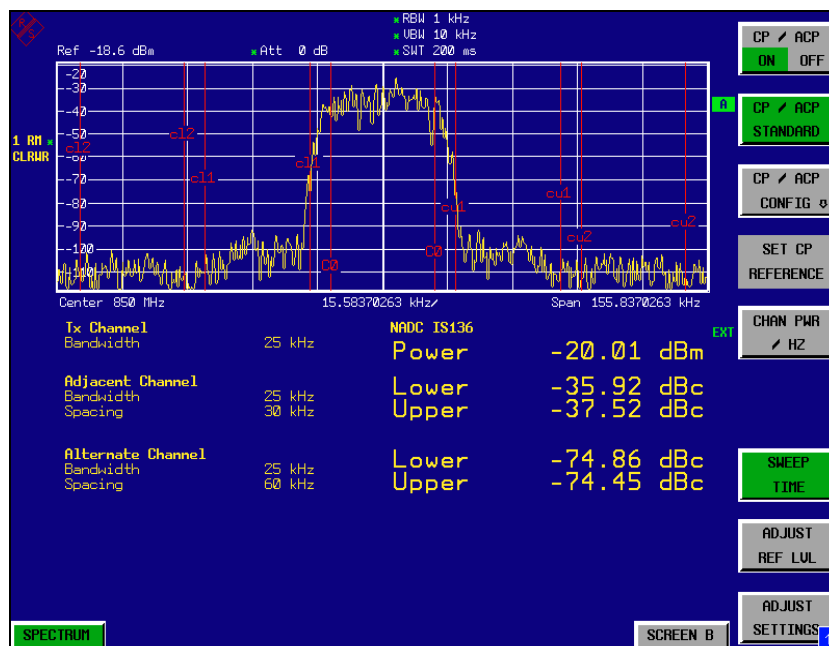 RBW 1 kHz
VBW 10 kHz
Ref -18.6 dBm *Att 0 dB *SWT 200 ms
-20
-30
-40
-50
-60
-70
-80
-90
-100
-110
A
1 RM *
CLRWR
cl2
cl2
cl1
cl1
C0
C0
cu1
cu1
cu2
cu2
Center 850 MHz 15.58370263 kHz/ Span 155.8370263 kHz
Tx Channel NADC IS136
Bandwidth 25 kHz Power -20.01 dBm
EXT
Adjacent Channel Lower -35.92 dBc
Bandwidth 25 kHz Upper -37.52 dBc
Spacing 30 kHz
Alternate Channel Lower -74.86 dBc
Bandwidth 25 kHz Upper -74.45 dBc
Spacing 60 kHz
SPECTRUM
SCREEN B
CP / ACP
ON OFF
CP / ACP
STANDARD
CP / ACP
CONFIG
SET CP
REFERENCE
CHAN PWR
/ HZ
SWEEP
TIME
ADJUST
REF LVL
ADJUST
SETTINGS